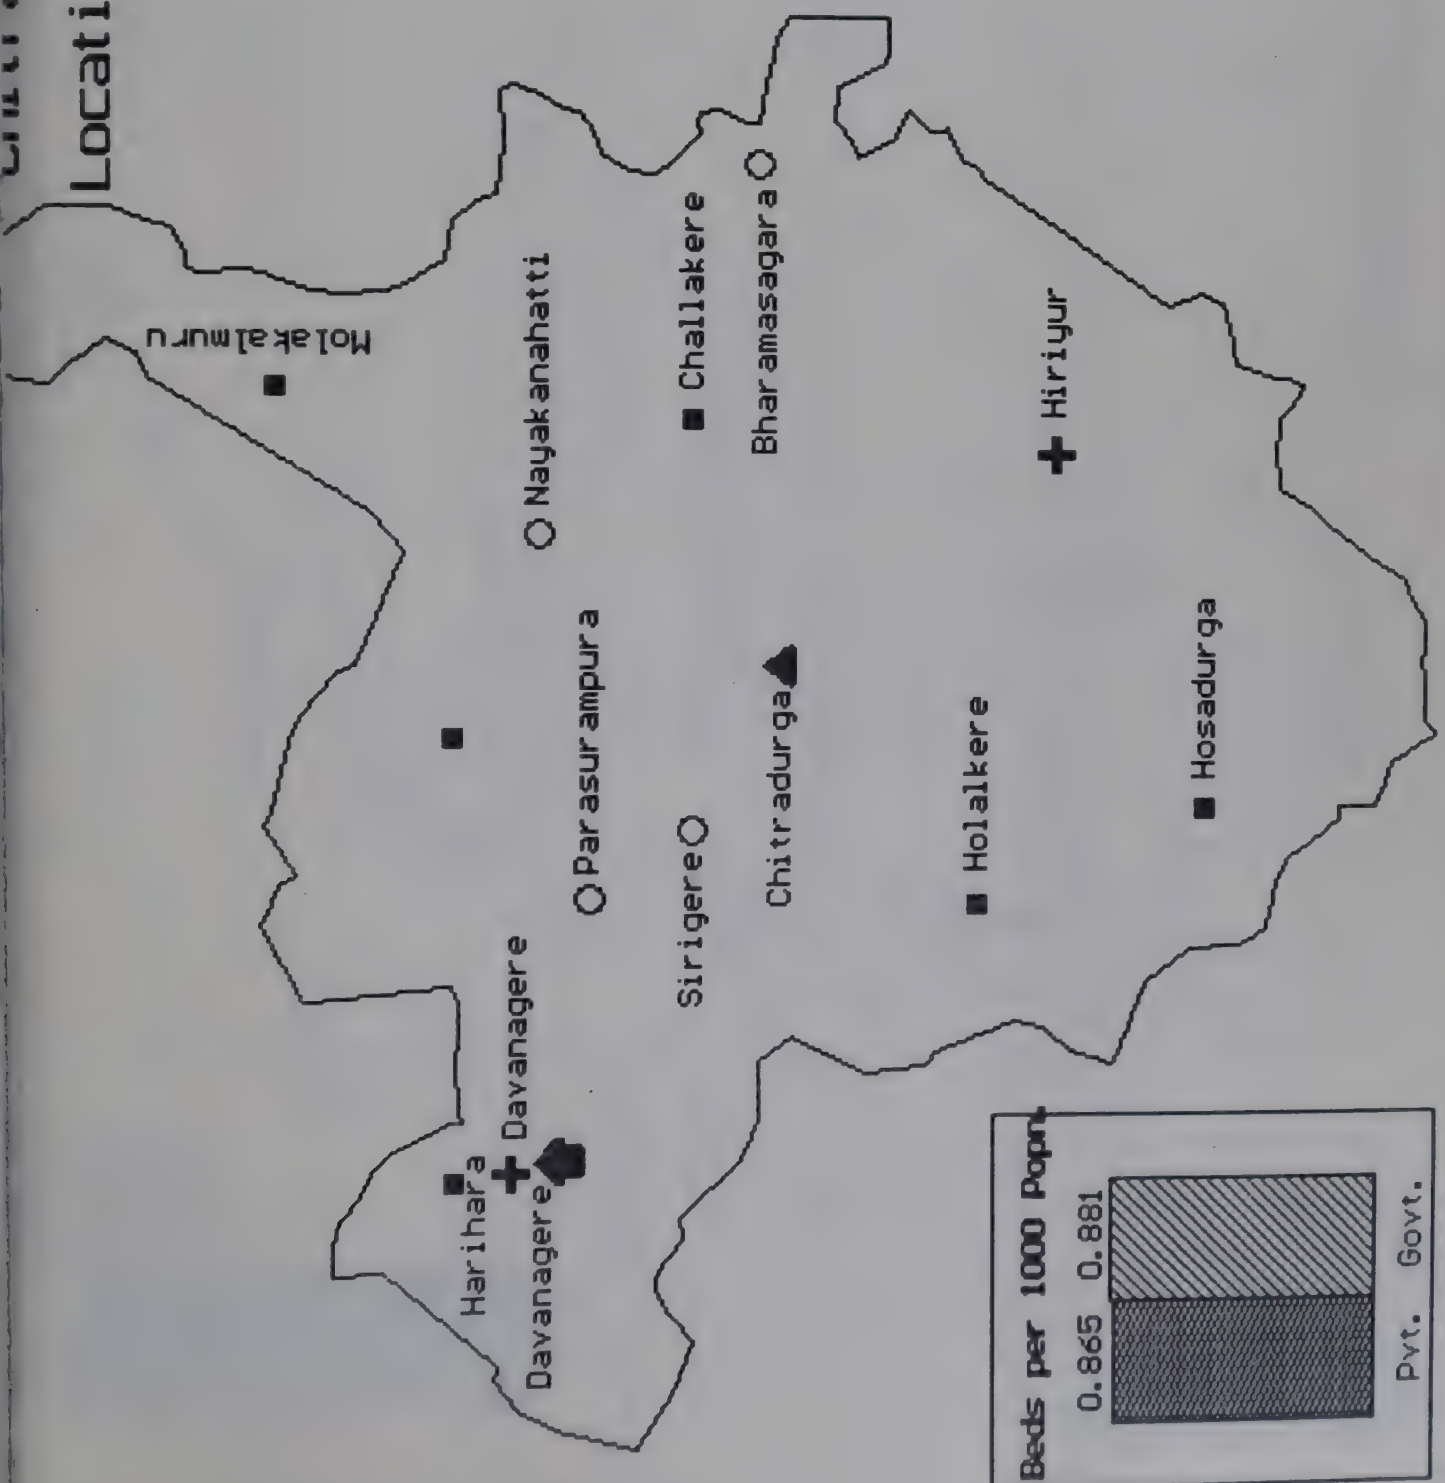 Locati
Molakalmuru
Nayakanahatti
Challakere
Bharamasagara
Hiriyur
Parasurampura
Chitradurga
Sirigere
Holalkere
Hosadurga
Davanagere
Harihara
Davanagere
Beds per 1000 Popn.
0.865 0.881
Pvt. Govt.